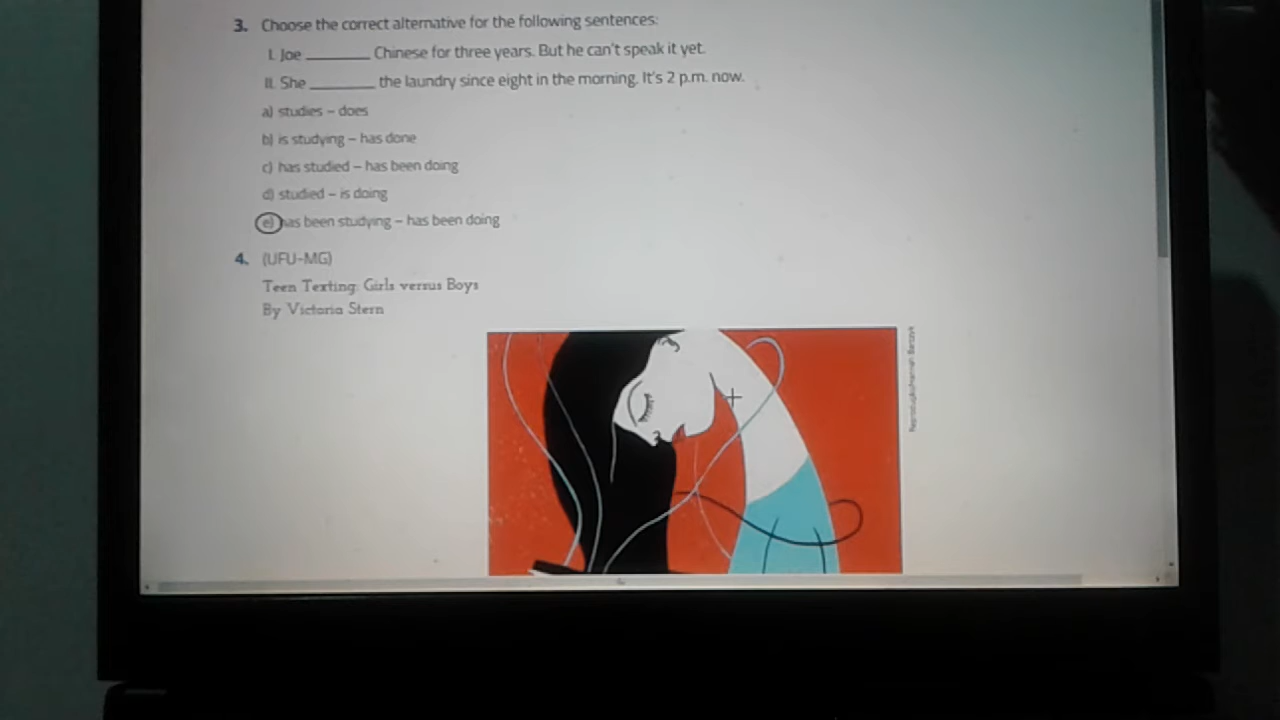 3. Choose the correct alternative for the following sentences:
I. Joe ________ Chinese for three years. But he can't speak it yet.
II. She ________ the laundry since eight in the morning. It's 2 p.m. now.
a) studies – does
b) is studying – has done
c) has studied – has been doing
d) studied – is doing
e) has been studying – has been doing
4. (UFU-MG)
Teen Texting: Girls versus Boys
By Victoria Stern